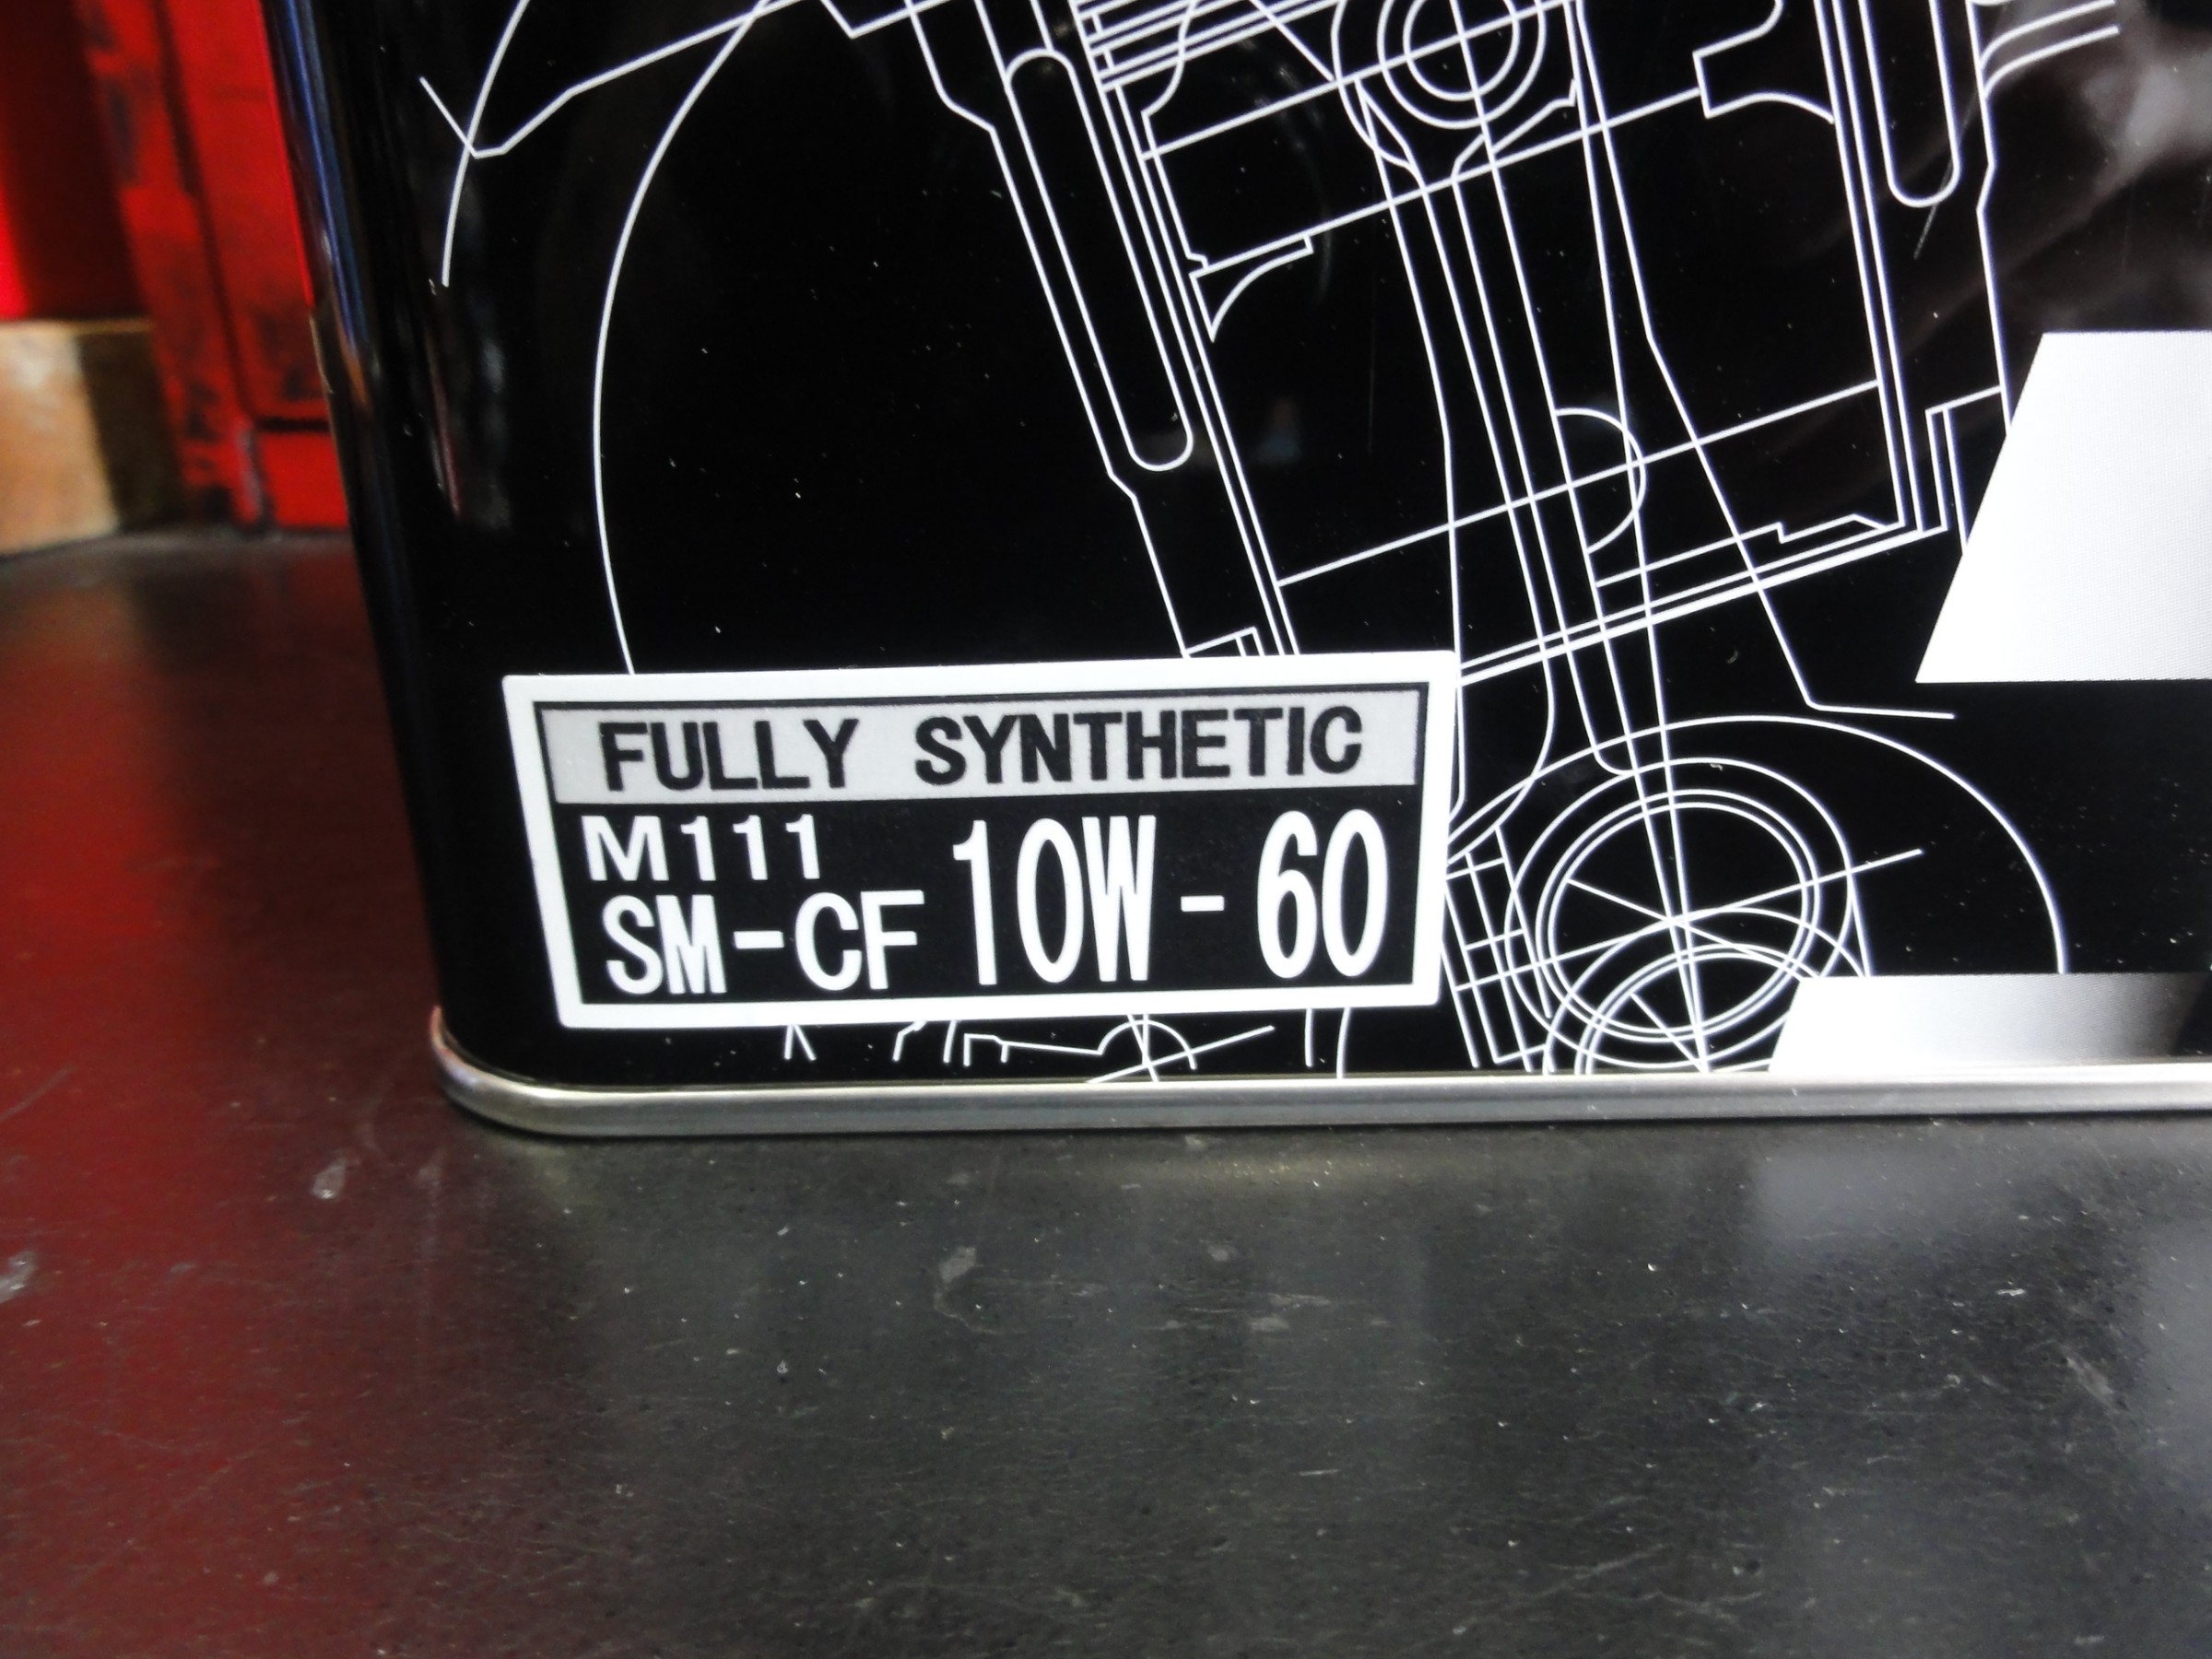 FULLY SYNTHETIC
M111
SM-CF 10W-60